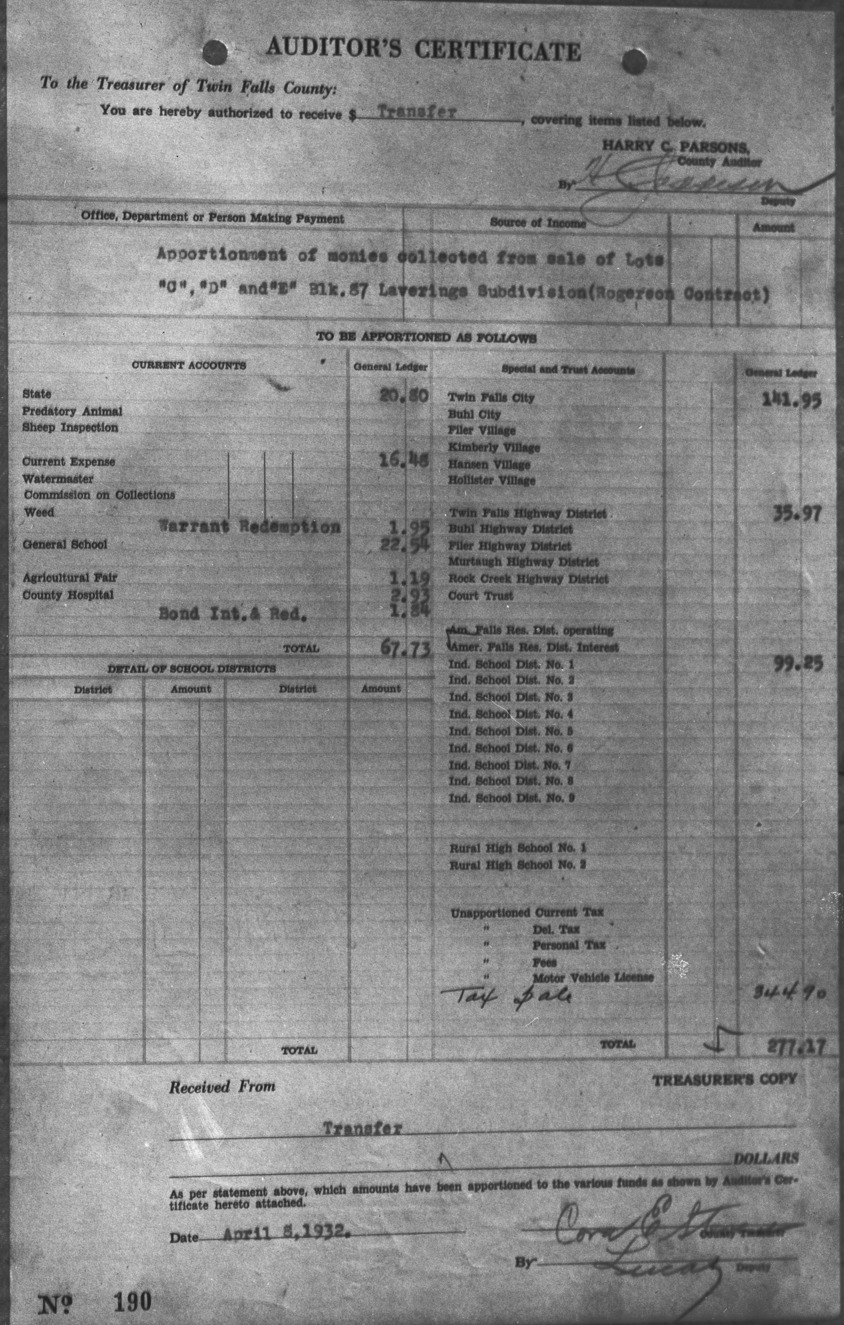 AUDITOR'S CERTIFICATE
To the Treasurer of Twin Falls County:
You are hereby authorized to receive $ Transfer, covering items listed below.
HARRY C. PARSONS,
County Auditor
By
Deputy
Office, Department or Person Making Payment Source of Income Amount
Apportionment of monies collected from sale of Lots
"C","D" and"E" Blk.87 Laverings Subdivision(Rogerson Contract)
TO BE APPORTIONED AS FOLLOWS
CURRENT ACCOUNTS General Ledger Special and Trust Accounts General Ledger
State 20.80 Twin Falls City 141.95
Predatory Animal Buhl City
Sheep Inspection Filer Village
Kimberly Village
Current Expense 16.48 Hansen Village
Watermaster Hollister Village
Commission on Collections
Weed Twin Falls Highway District 35.97
Warrant Redemption 1.95 Buhl Highway District
General School 22.54 Filer Highway District
Murtaugh Highway District
Agricultural Fair 1.19 Rock Creek Highway District
County Hospital 2.93 Court Trust
Bond Int.& Red. 1.84
Am. Falls Res. Dist. operating
TOTAL 67.73 Amer. Falls Res. Dist. Interest
DETAIL OF SCHOOL DISTRICTS Ind. School Dist. No. 1 99.25
Ind. School Dist. No. 2
District Amount District Amount Ind. School Dist. No. 3
Ind. School Dist. No. 4
Ind. School Dist. No. 5
Ind. School Dist. No. 6
Ind. School Dist. No. 7
Ind. School Dist. No. 8
Ind. School Dist. No. 9
Rural High School No. 1
Rural High School No. 2
Unapportioned Current Tax
" Del. Tax
" Personal Tax
" Fees
" Motor Vehicle License
Tax sale 344 90
TOTAL TOTAL 277.17
Received From TREASURER'S COPY
Transfer
DOLLARS
As per statement above, which amounts have been apportioned to the various funds as shown by Auditor's Cer-
tificate hereto attached.
Date April 8,1932. Cora E
County Treasurer
By Lucas Deputy
No 190